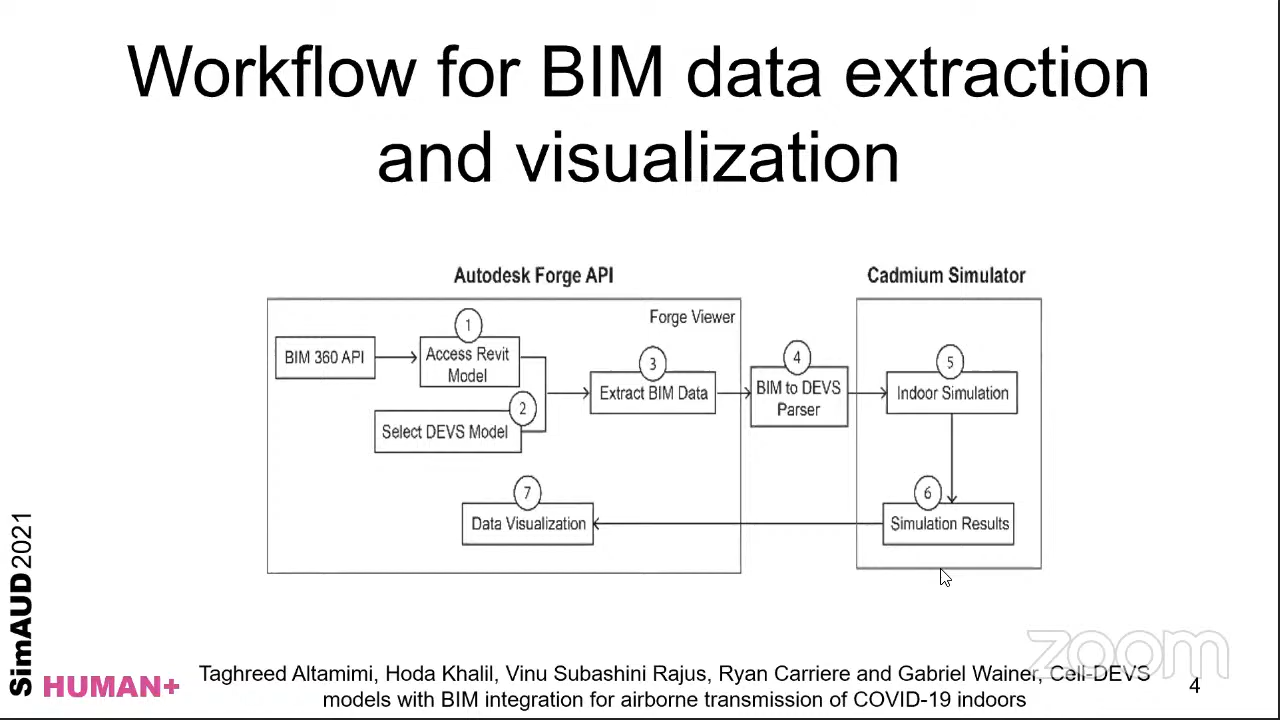 Workflow for BIM data extraction
and visualization
Autodesk Forge API
Cadmium Simulator
Forge Viewer
BIM 360 API
1
Access Revit
Model
2
Select DEVS Model
3
Extract BIM Data
4
BIM to DEVS
Parser
5
Indoor Simulation
6
Simulation Results
7
Data Visualization
SimAUD2021
HUMAN+
Taghreed Altamimi, Hoda Khalil, Vinu Subashini Rajus, Ryan Carriere and Gabriel Wainer, Cell-DEVS
models with BIM integration for airborne transmission of COVID-19 indoors
zoom
4